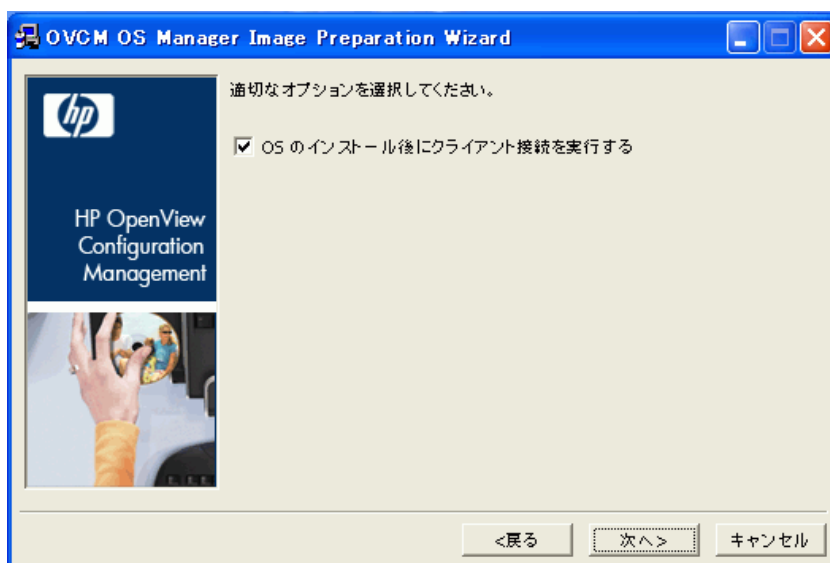 OVCM OS Manager Image Preparation Wizard
適切なオプションを選択してください。
OS のインストール後にクライアント接続を実行する
hp
HP OpenView
Configuration
Management
<戻る
次へ>
キャンセル